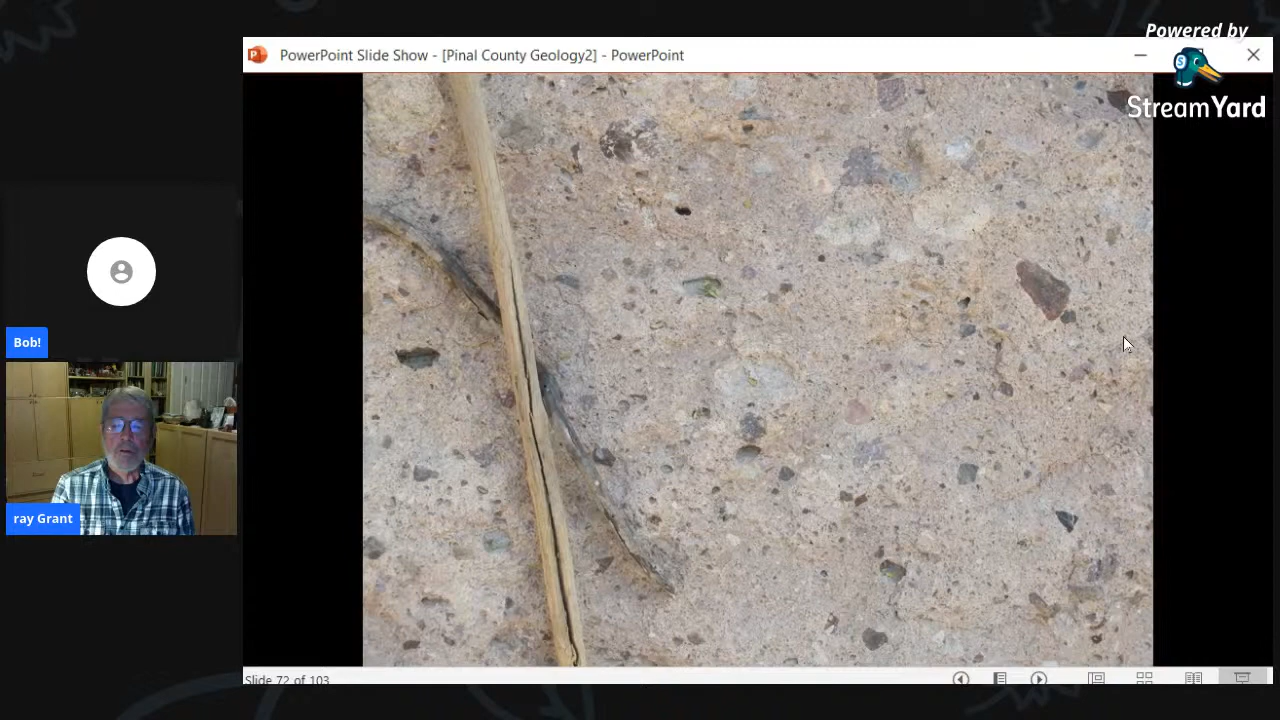 Powered by
PowerPoint Slide Show - [Pinal County Geology2] - PowerPoint
StreamYard
Bob!
ray Grant
Slide 72 of 103